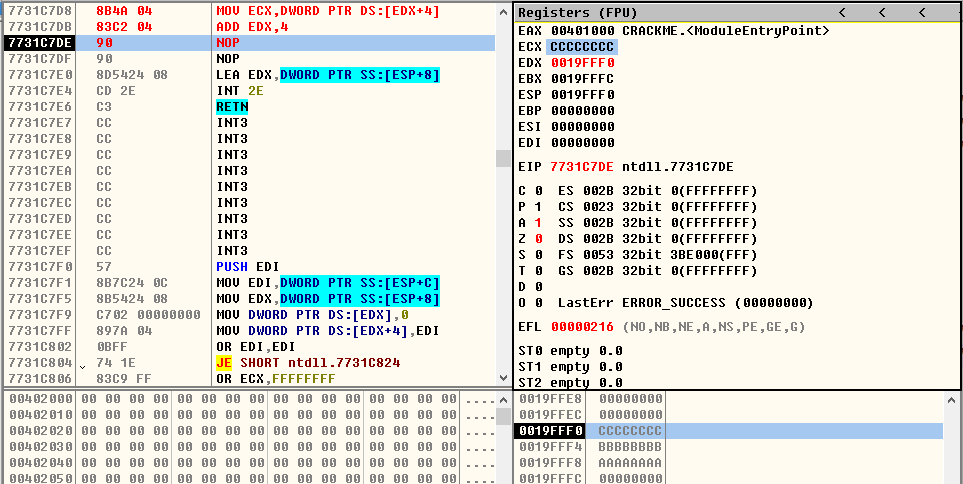 7731C7D8 8B4A 04 MOV ECX,DWORD PTR DS:[EDX+4]
7731C7DB 83C2 04 ADD EDX,4
7731C7DE 90 NOP
7731C7DF 90 NOP
7731C7E0 8D5424 08 LEA EDX,DWORD PTR SS:[ESP+8]
7731C7E4 CD 2E INT 2E
7731C7E6 C3 RETN
7731C7E7 CC INT3
7731C7E8 CC INT3
7731C7E9 CC INT3
7731C7EA CC INT3
7731C7EB CC INT3
7731C7EC CC INT3
7731C7ED CC INT3
7731C7EE CC INT3
7731C7EF CC INT3
7731C7F0 57 PUSH EDI
7731C7F1 8B7C24 0C MOV EDI,DWORD PTR SS:[ESP+C]
7731C7F5 8B5424 08 MOV EDX,DWORD PTR SS:[ESP+8]
7731C7F9 C702 00000000 MOV DWORD PTR DS:[EDX],0
7731C7FF 897A 04 MOV DWORD PTR DS:[EDX+4],EDI
7731C802 0BFF OR EDI,EDI
7731C804 74 1E JE SHORT ntdll.7731C824
7731C806 83C9 FF OR ECX,FFFFFFFF
Registers (FPU) < < <
EAX 00401000 CRACKME.<ModuleEntryPoint>
ECX CCCCCCCC
EDX 0019FFF0
EBX 0019FFFC
ESP 0019FFF0
EBP 00000000
ESI 00000000
EDI 00000000
EIP 7731C7DE ntdll.7731C7DE
C 0 ES 002B 32bit 0(FFFFFFFF)
P 1 CS 0023 32bit 0(FFFFFFFF)
A 1 SS 002B 32bit 0(FFFFFFFF)
Z 0 DS 002B 32bit 0(FFFFFFFF)
S 0 FS 0053 32bit 3BE000(FFF)
T 0 GS 002B 32bit 0(FFFFFFFF)
D 0
O 0 LastErr ERROR_SUCCESS (00000000)
EFL 00000216 (NO,NB,NE,A,NS,PE,GE,G)
ST0 empty 0.0
ST1 empty 0.0
ST2 empty 0.0
00402000 00 00 00 00 00 00 00 00 00 00 00 00 00 00 00 00 ....
00402010 00 00 00 00 00 00 00 00 00 00 00 00 00 00 00 00 ....
00402020 00 00 00 00 00 00 00 00 00 00 00 00 00 00 00 00 ....
00402030 00 00 00 00 00 00 00 00 00 00 00 00 00 00 00 00 ....
00402040 00 00 00 00 00 00 00 00 00 00 00 00 00 00 00 00 ....
00402050 00 00 00 00 00 00 00 00 00 00 00 00 00 00 00 00 ....
0019FFE8 00000000
0019FFEC 00000000
0019FFF0 CCCCCCCC
0019FFF4 BBBBBBBB
0019FFF8 AAAAAAAA
0019FFFC 00000000